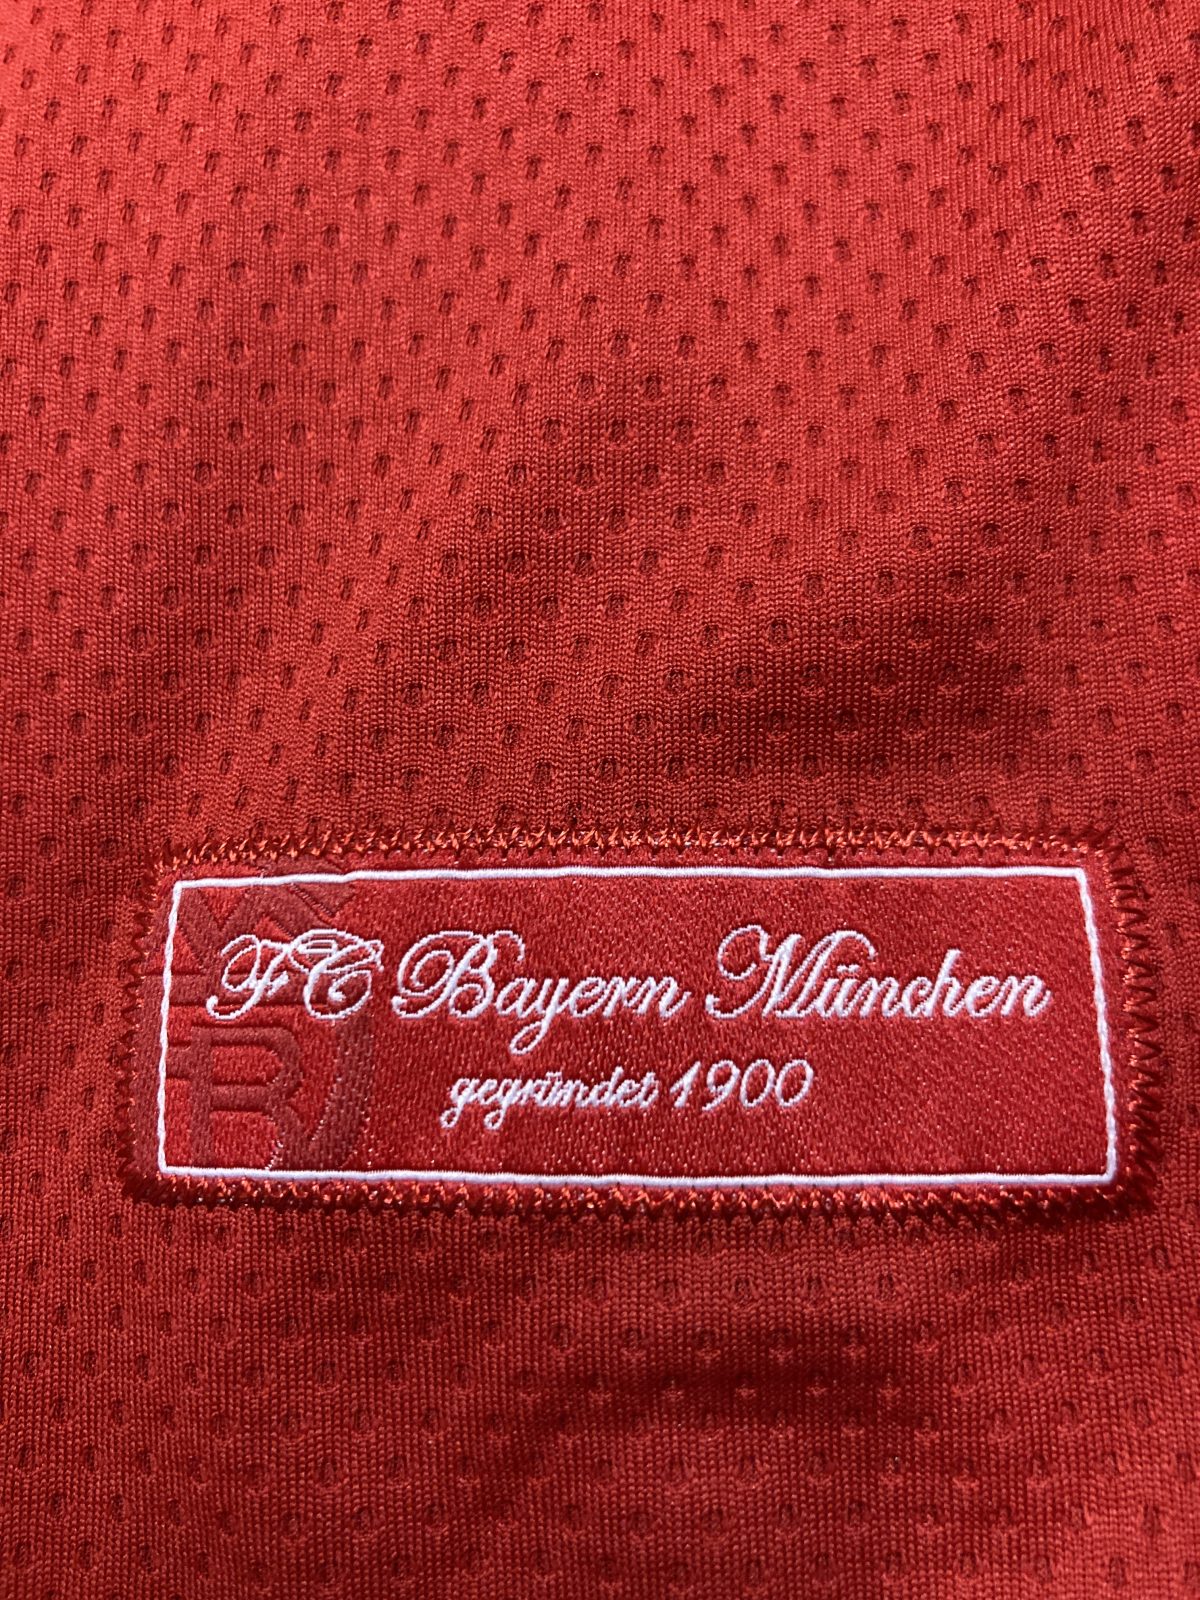 FC Bayern München
gegründet 1900